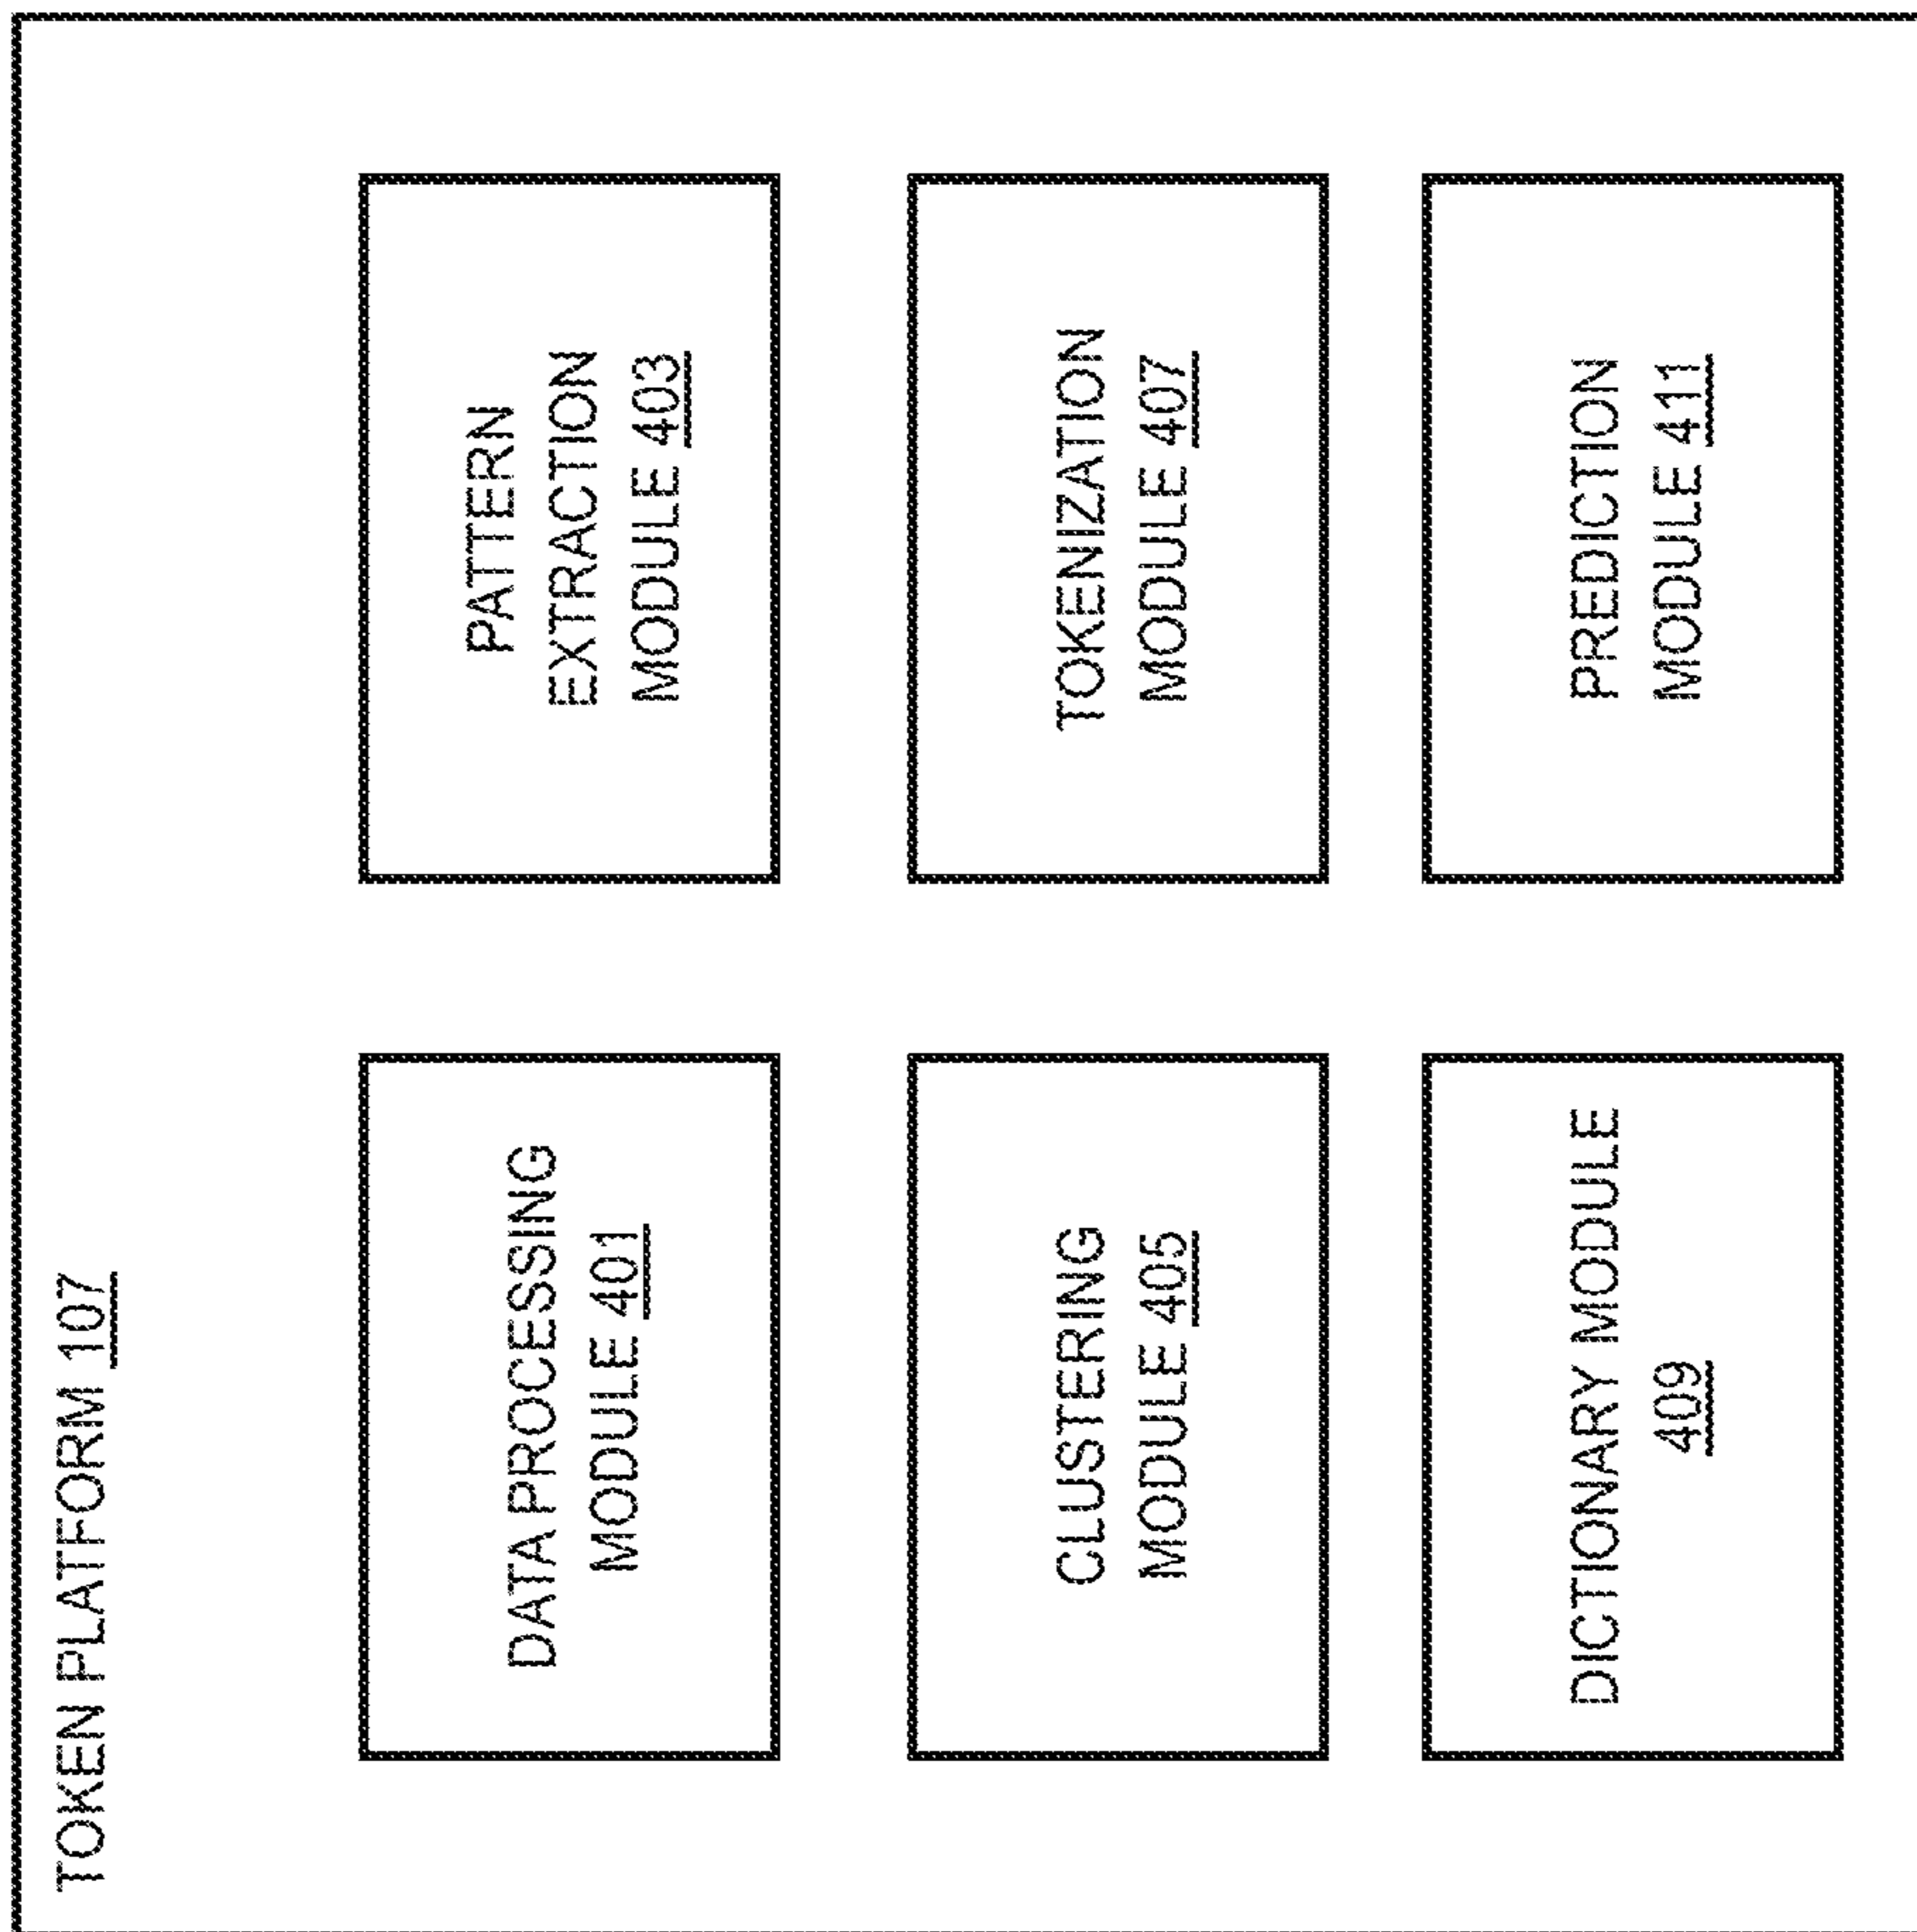 TOKEN PLATFORM 107
DATA PROCESSING
MODULE 401
PATTERN
EXTRACTION
MODULE 403
CLUSTERING
MODULE 405
TOKENIZATION
MODULE 407
DICTIONARY MODULE
409
PREDICTION
MODULE 411